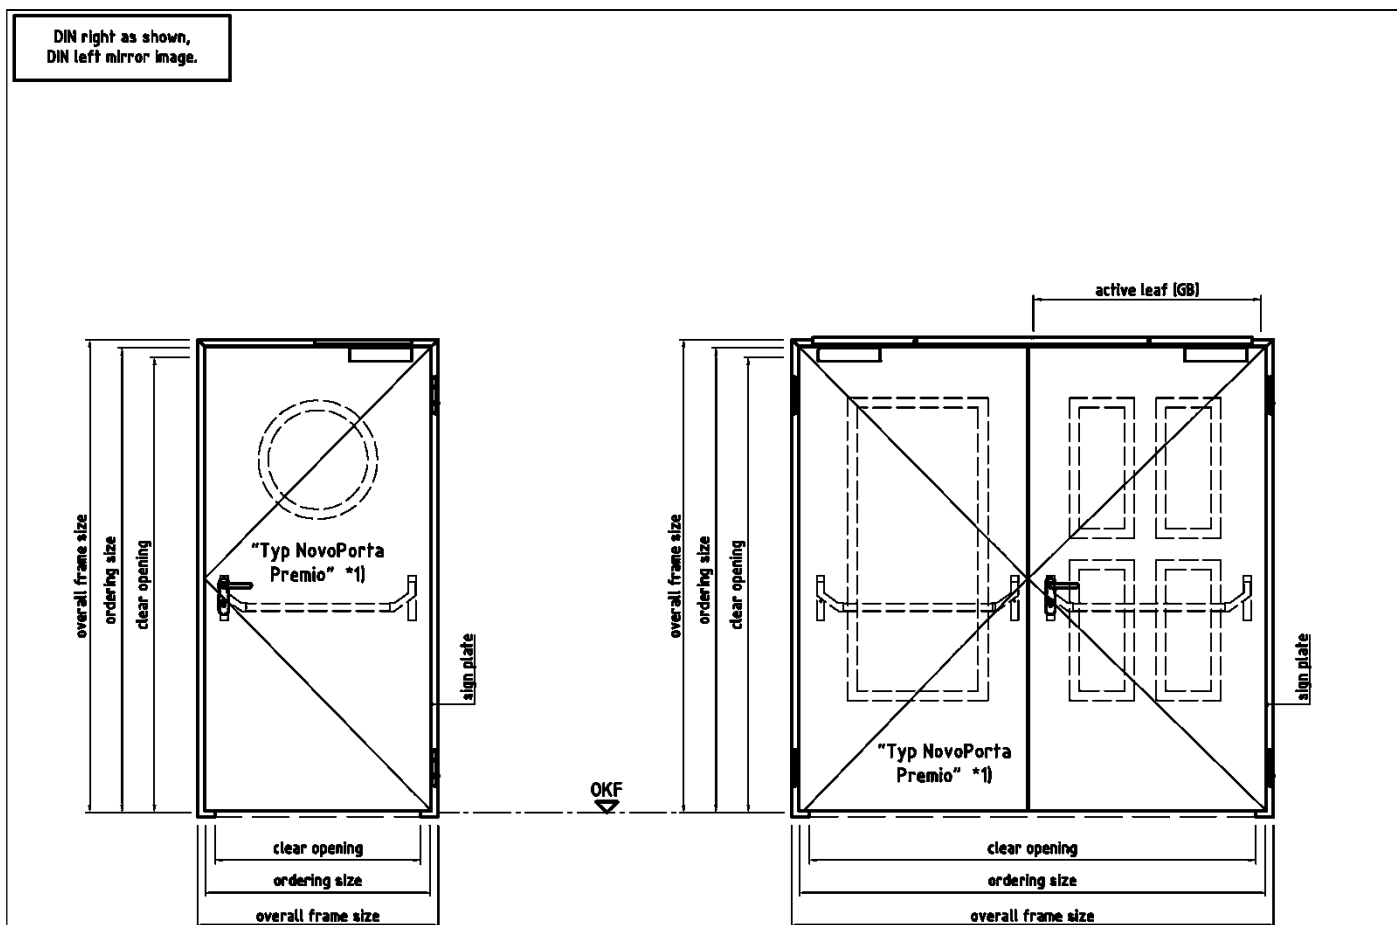 DIN right as shown,
DIN left mirror image.
active leaf (GB)
overall frame size
ordering size
clear opening
"Typ NovoPorta
Premio" *1)
sign plate
overall frame size
ordering size
clear opening
sign plate
"Typ NovoPorta
Premio" *1)
OKF
clear opening
ordering size
overall frame size
clear opening
ordering size
overall frame size